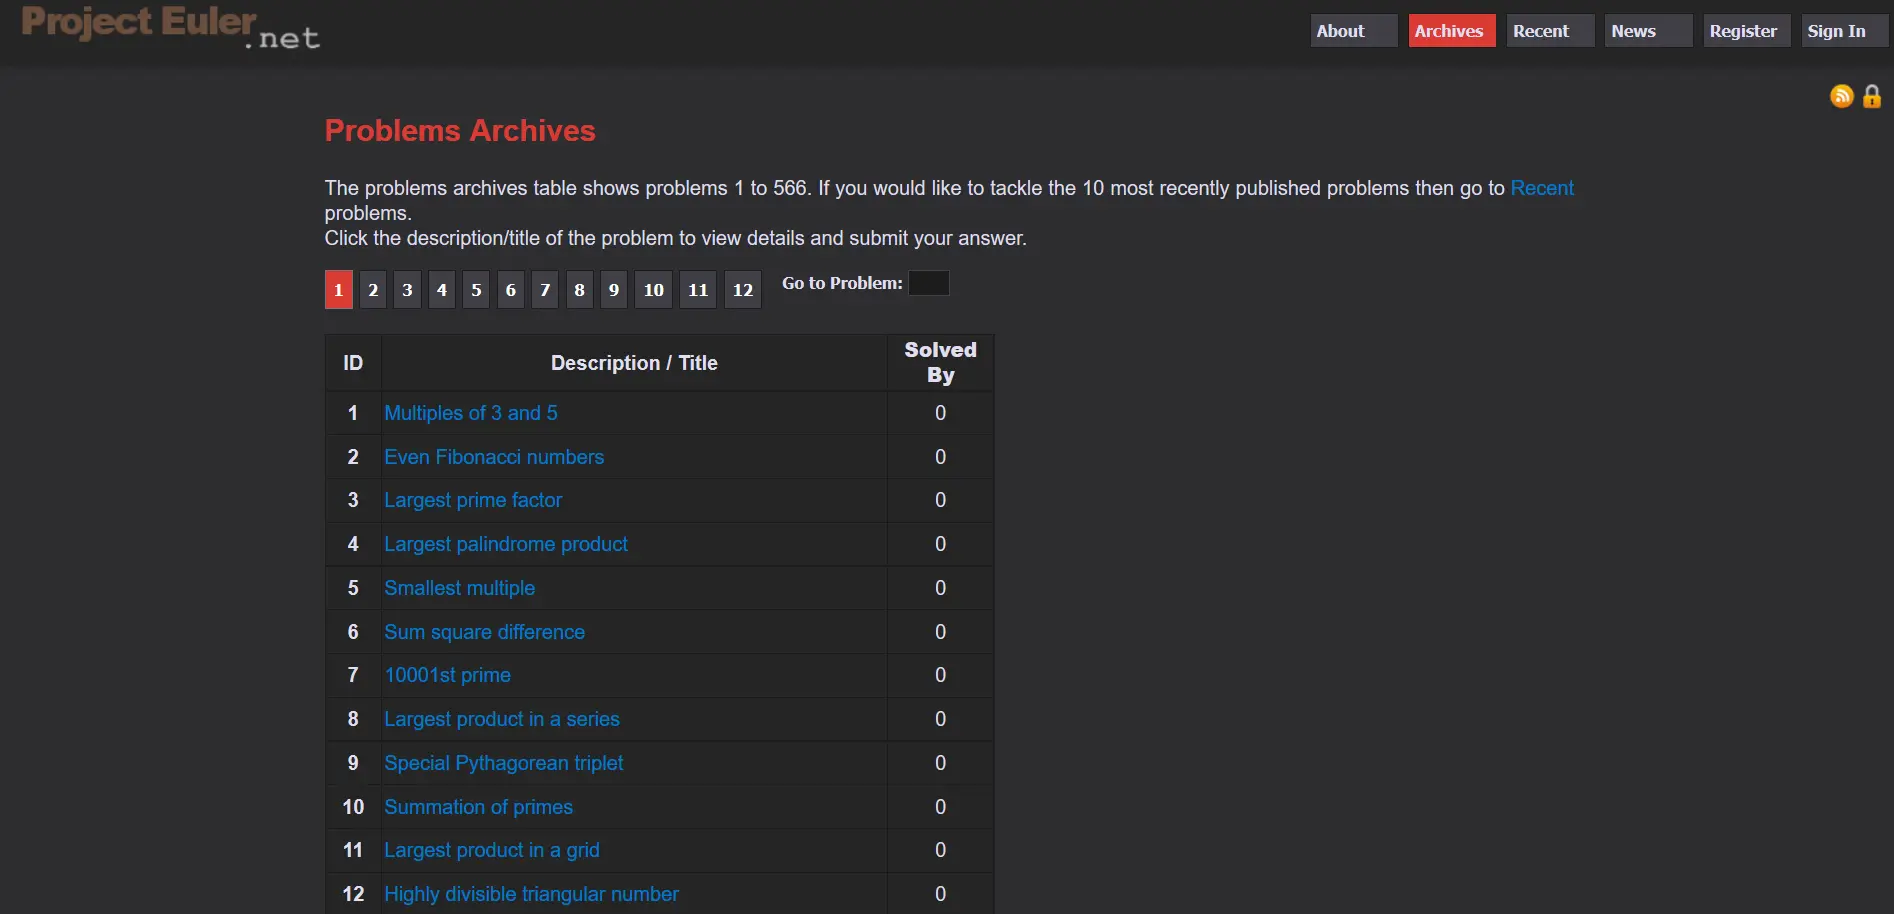 Project Euler.net
About Archives Recent News Register Sign In
Problems Archives
The problems archives table shows problems 1 to 566. If you would like to tackle the 10 most recently published problems then go to Recent
problems.
Click the description/title of the problem to view details and submit your answer.
1 2 3 4 5 6 7 8 9 10 11 12 Go to Problem:
ID Description / Title Solved By
1 Multiples of 3 and 5 0
2 Even Fibonacci numbers 0
3 Largest prime factor 0
4 Largest palindrome product 0
5 Smallest multiple 0
6 Sum square difference 0
7 10001st prime 0
8 Largest product in a series 0
9 Special Pythagorean triplet 0
10 Summation of primes 0
11 Largest product in a grid 0
12 Highly divisible triangular number 0